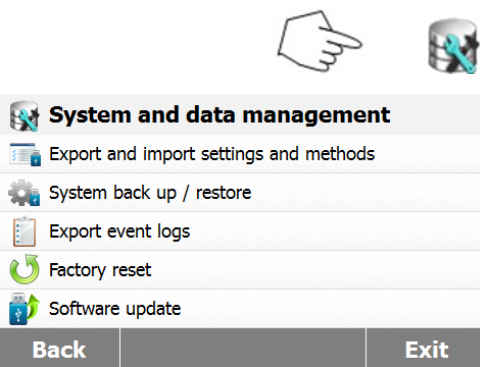 System and data management
Export and import settings and methods
System back up / restore
Export event logs
Factory reset
Software update
Back
Exit